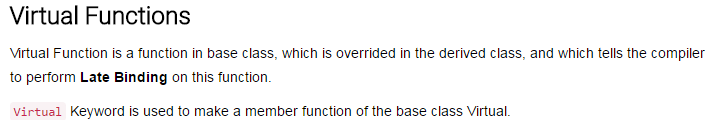 Virtual Functions
Virtual Function is a function in base class, which is overrided in the derived class, and which tells the compiler
to perform Late Binding on this function.
Virtual Keyword is used to make a member function of the base class Virtual.